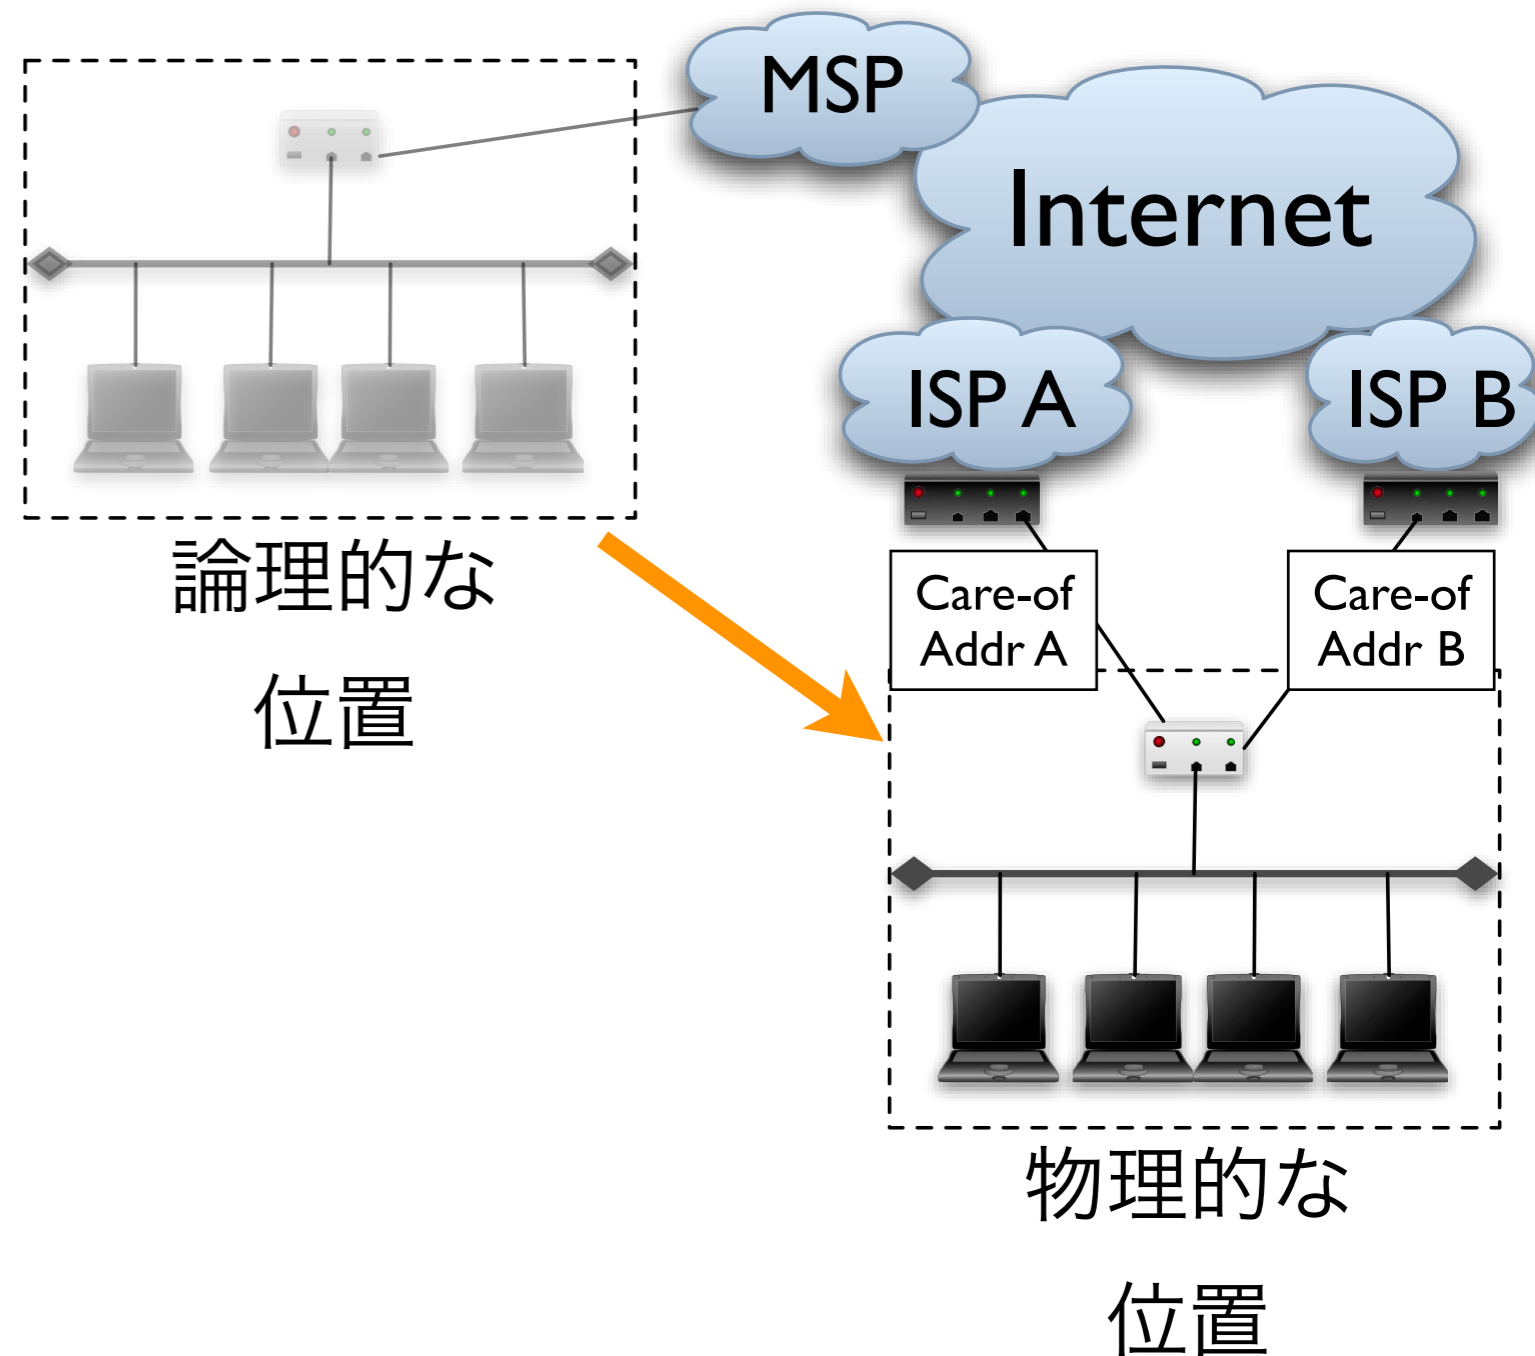 MSP
Internet
ISP A
ISP B
Care-of
Addr A
Care-of
Addr B
論理的な
位置
物理的な
位置